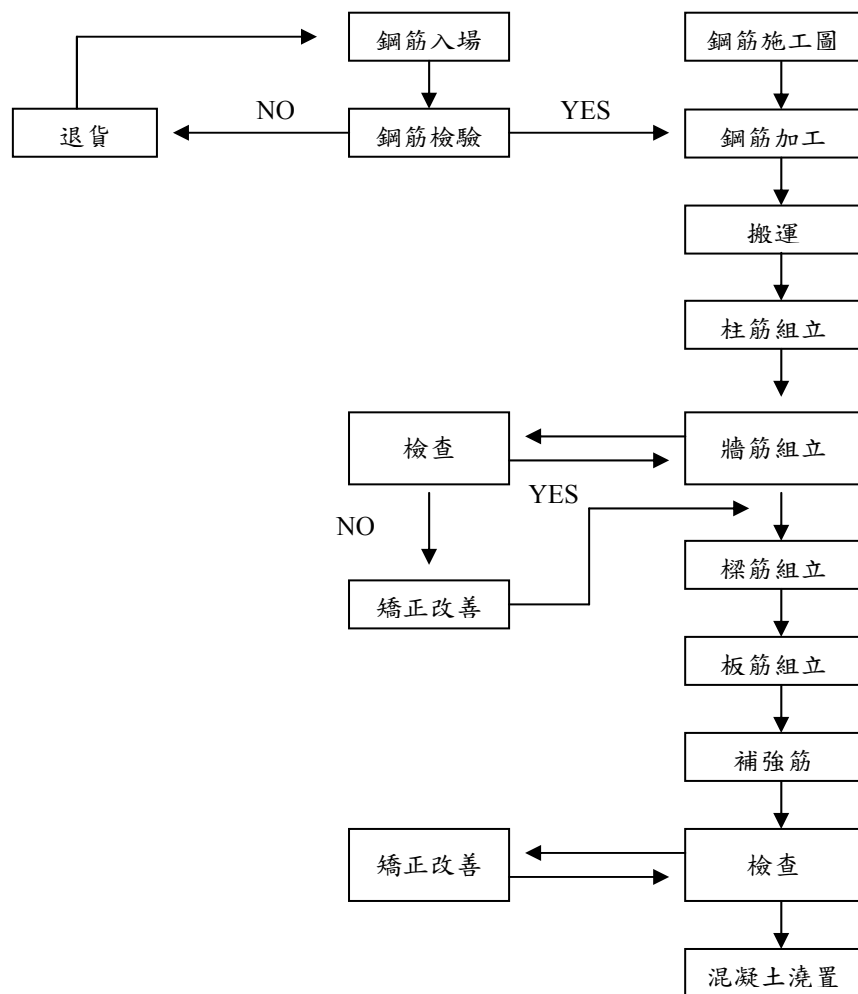 鋼筋入場
鋼筋施工圖
NO
YES
退貨
鋼筋檢驗
鋼筋加工
搬運
柱筋組立
檢查
牆筋組立
YES
NO
樑筋組立
矯正改善
板筋組立
補強筋
矯正改善
檢查
混凝土澆置